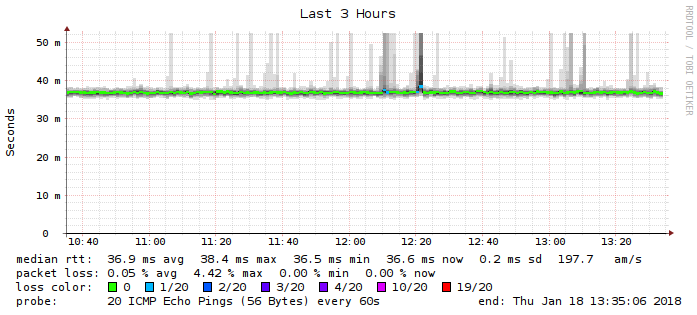 Last 3 Hours
RRDTOOL / TOBI OETIKER
Seconds
50 m
40 m
30 m
20 m
10 m
0
10:40 11:00 11:20 11:40 12:00 12:20 12:40 13:00 13:20
median rtt: 36.9 ms avg 38.4 ms max 36.5 ms min 36.6 ms now 0.2 ms sd 197.7 am/s
packet loss: 0.05 % avg 4.42 % max 0.00 % min 0.00 % now
loss color: 0 1/20 2/20 3/20 4/20 10/20 19/20
probe: 20 ICMP Echo Pings (56 Bytes) every 60s end: Thu Jan 18 13:35:06 2018